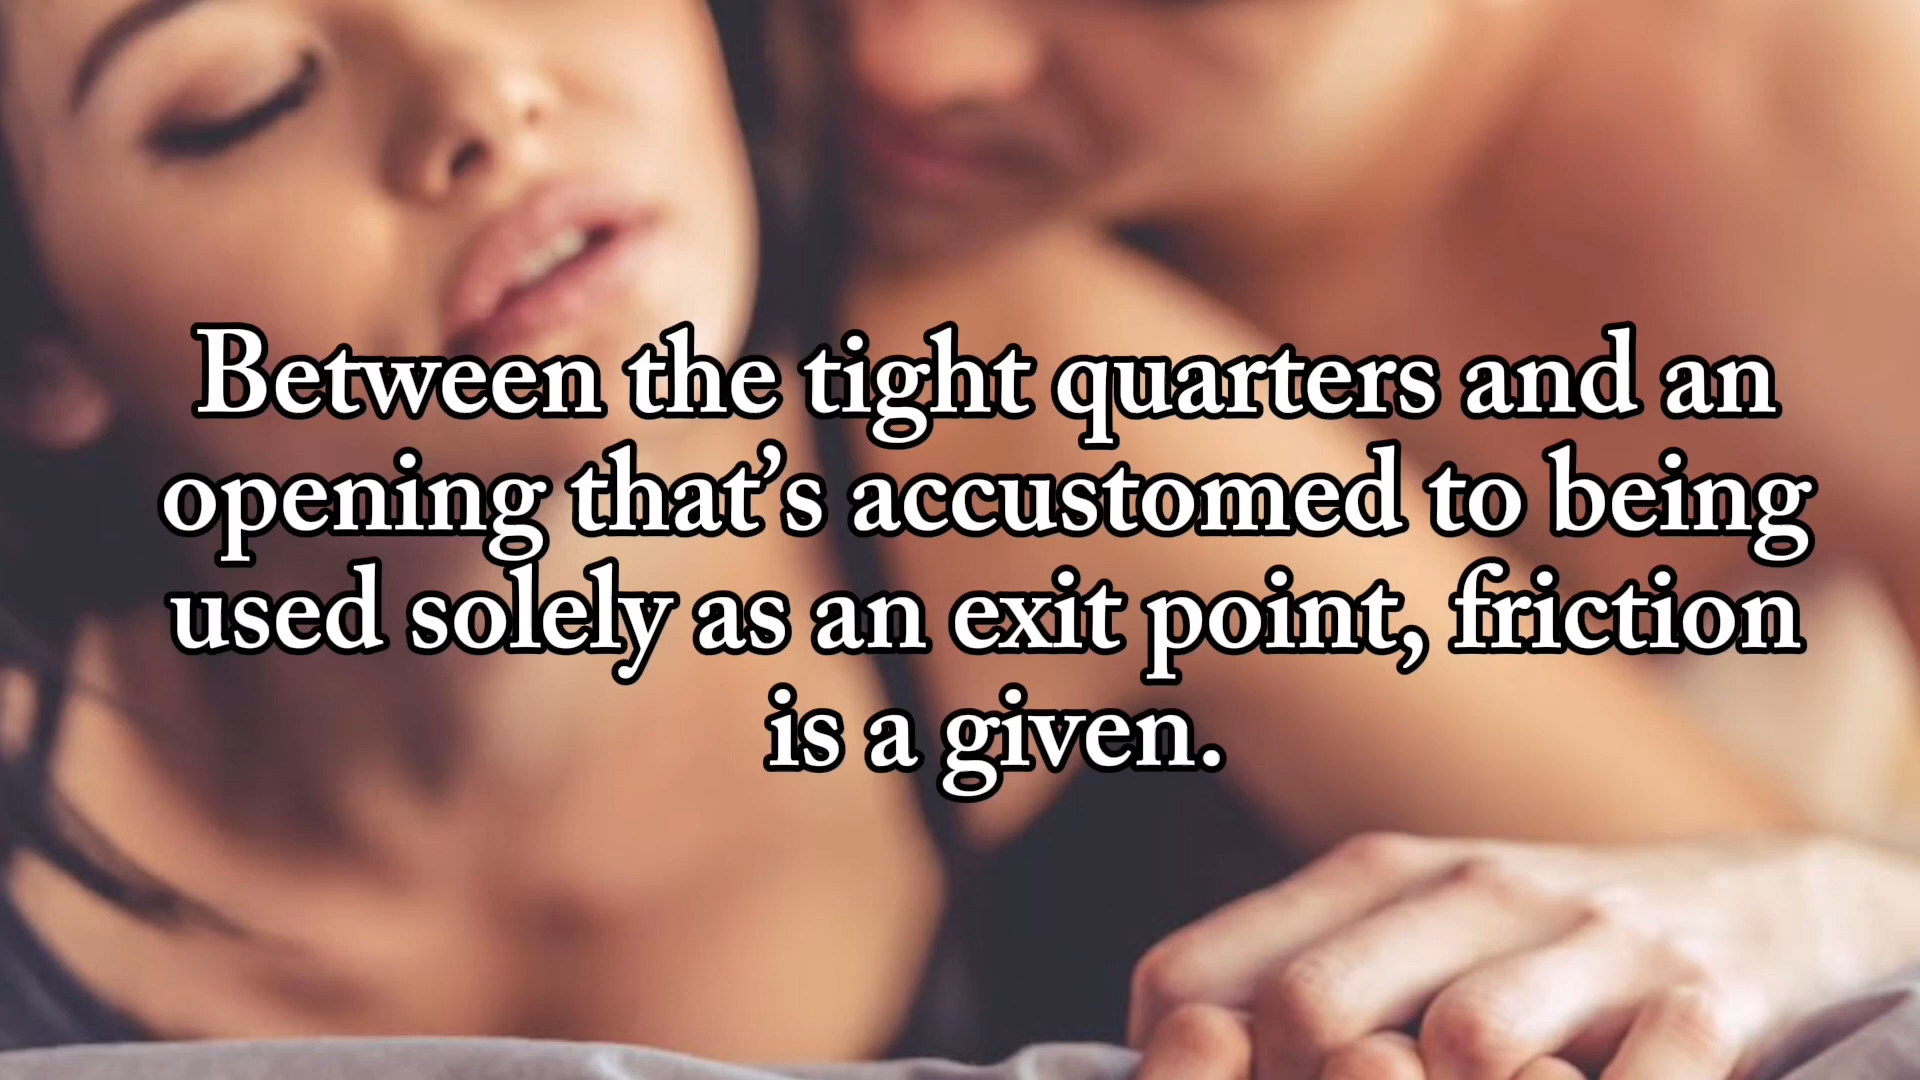 Between the tight quarters and an
opening that’s accustomed to being
used solely as an exit point, friction
is a given.